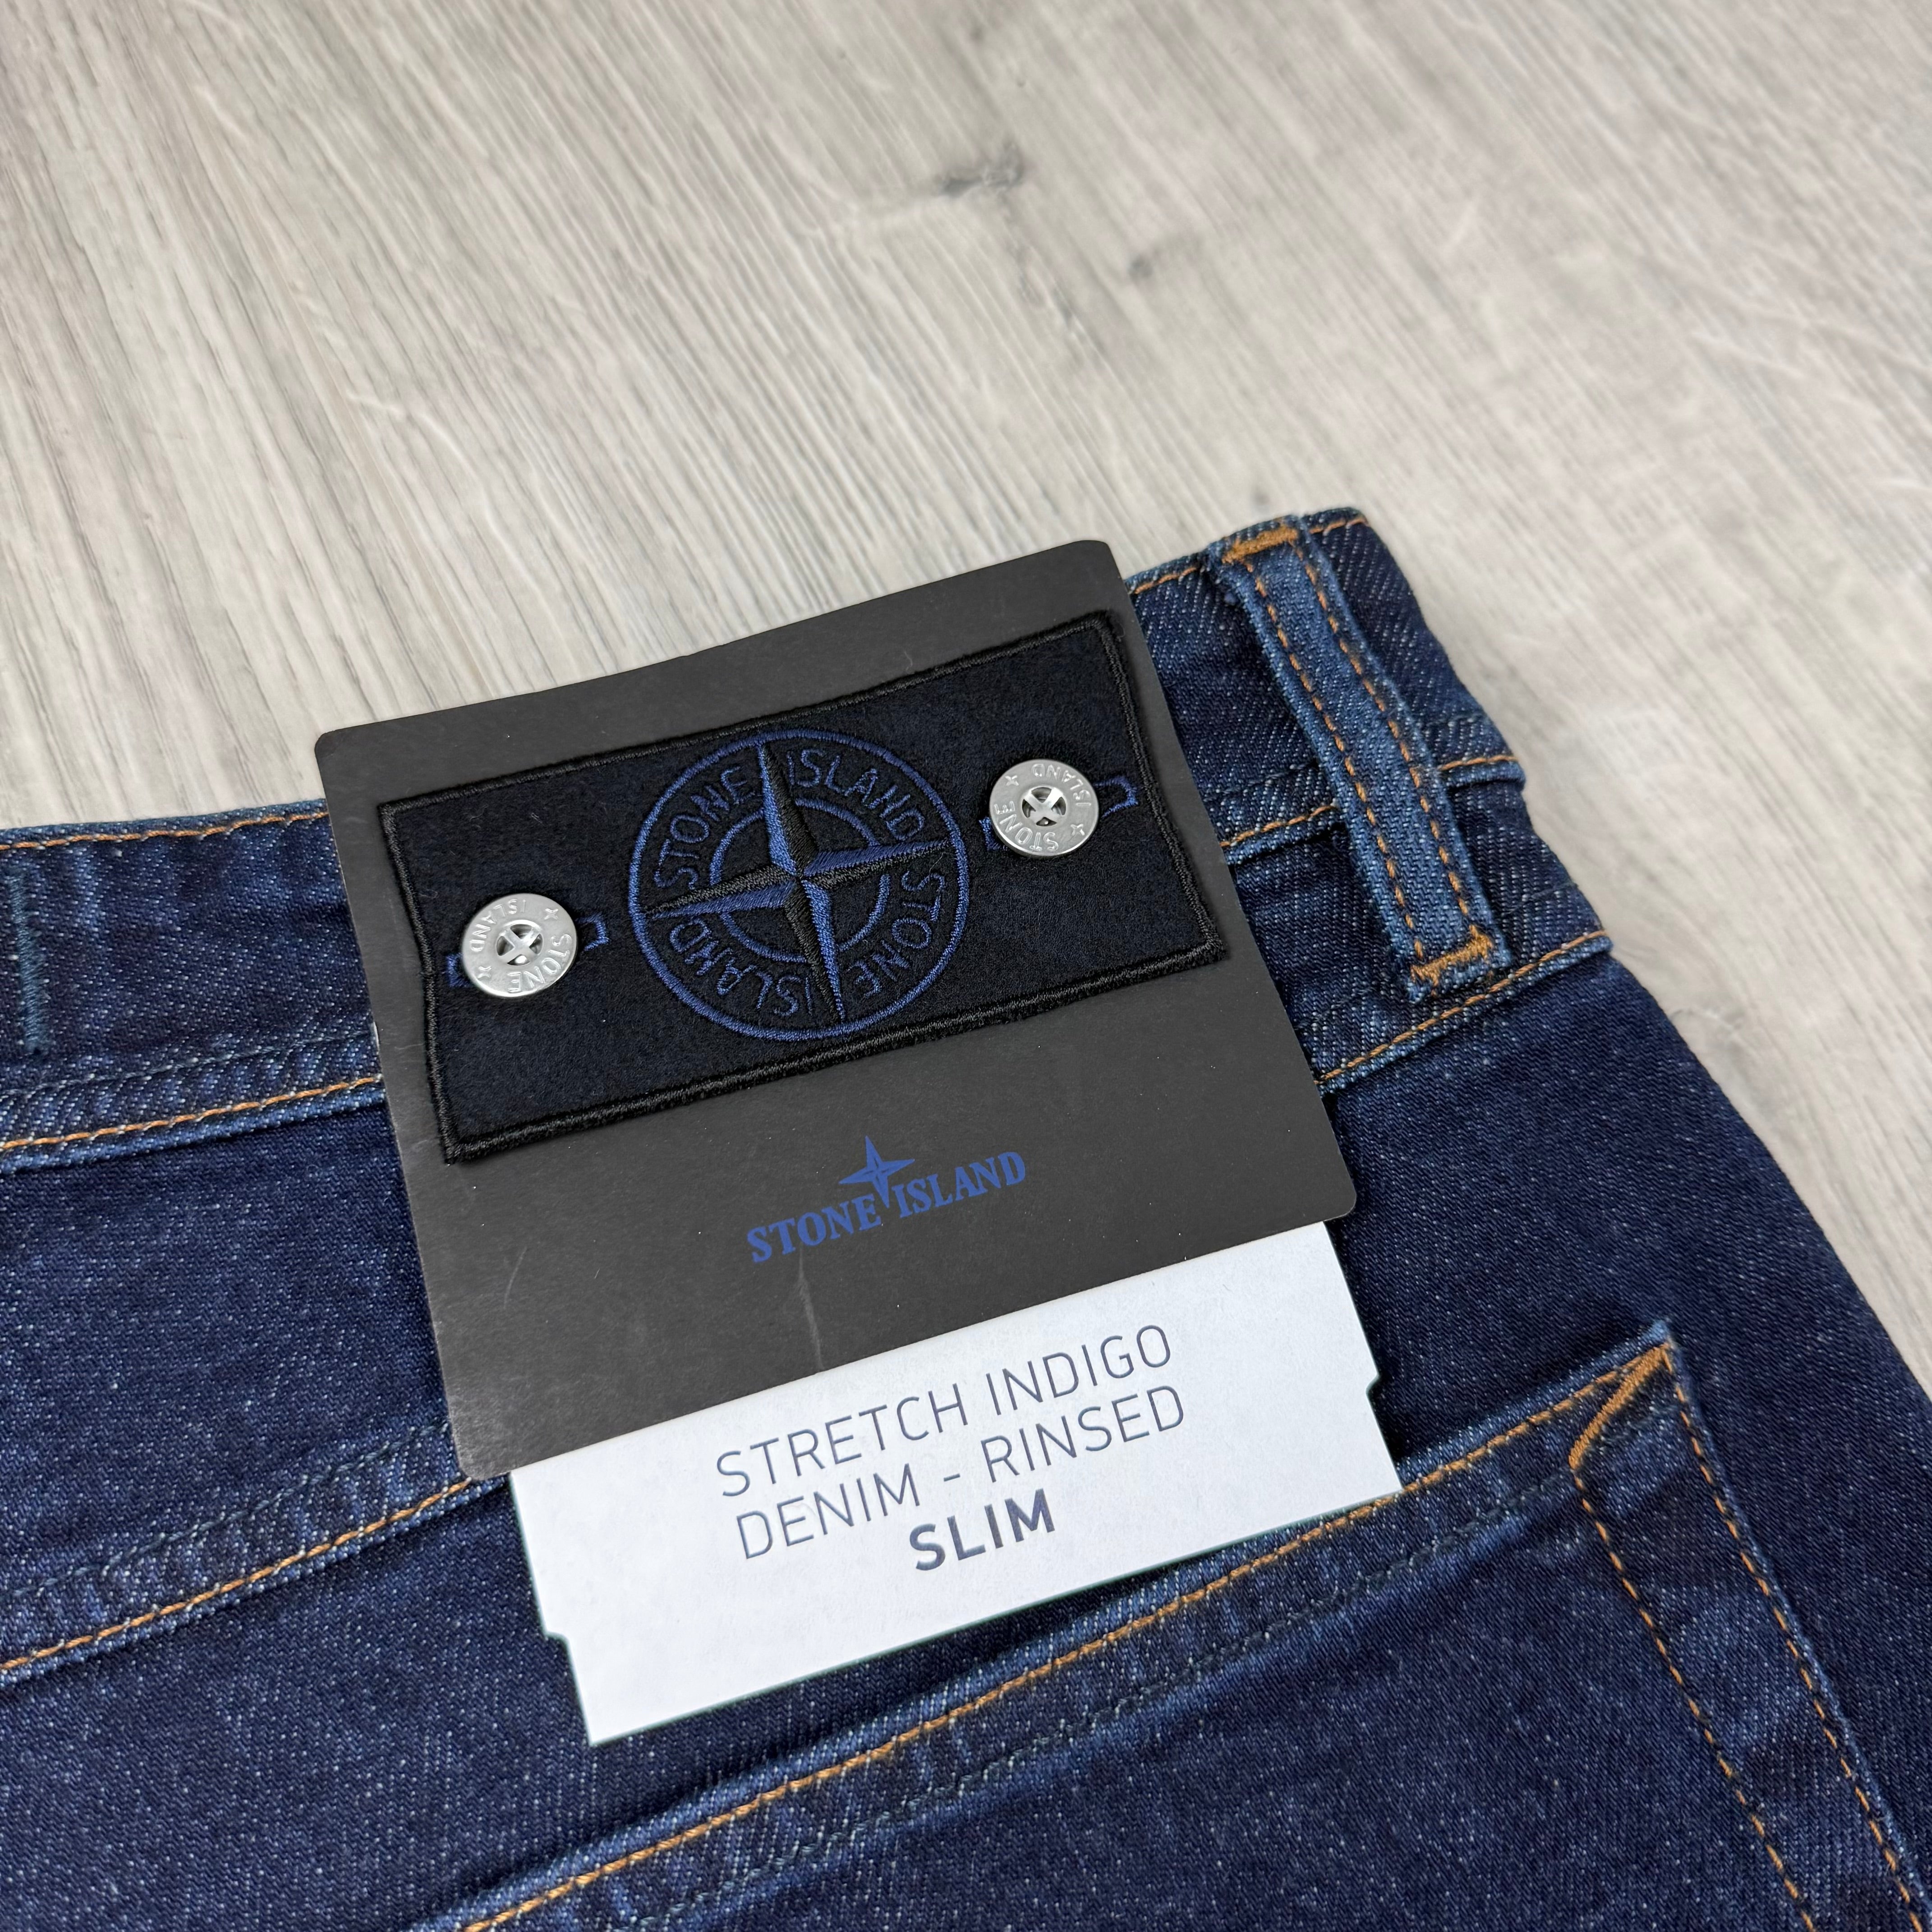 STONE ISLAND
STONE ISLAND
STONE ISLAND
STONE ISLAND
STONE ISLAND
STRETCH INDIGO
DENIM - RINSED
SLIM